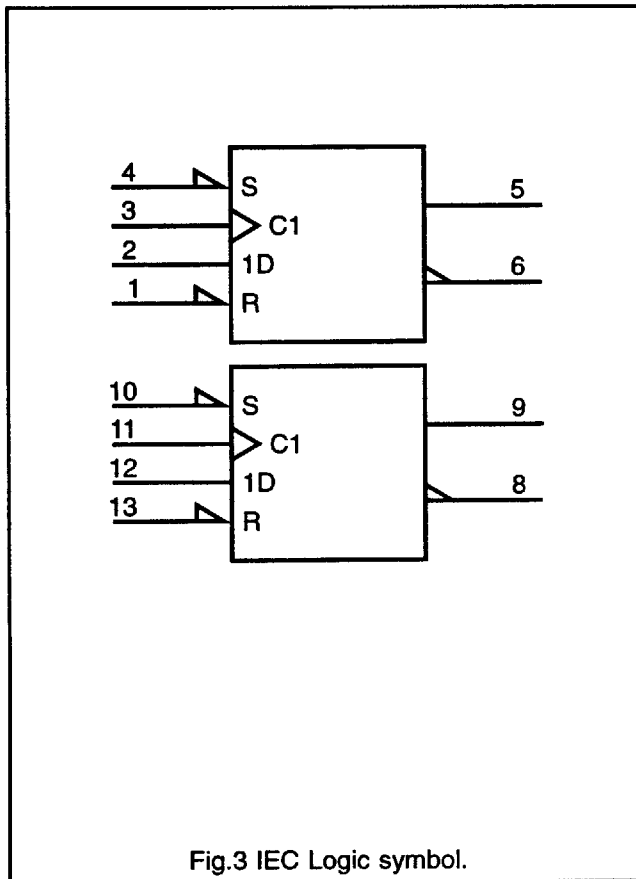 4 S 5
3 C1
2 1D 6
1 R
10 S 9
11 C1
12 1D 8
13 R
Fig.3 IEC Logic symbol.